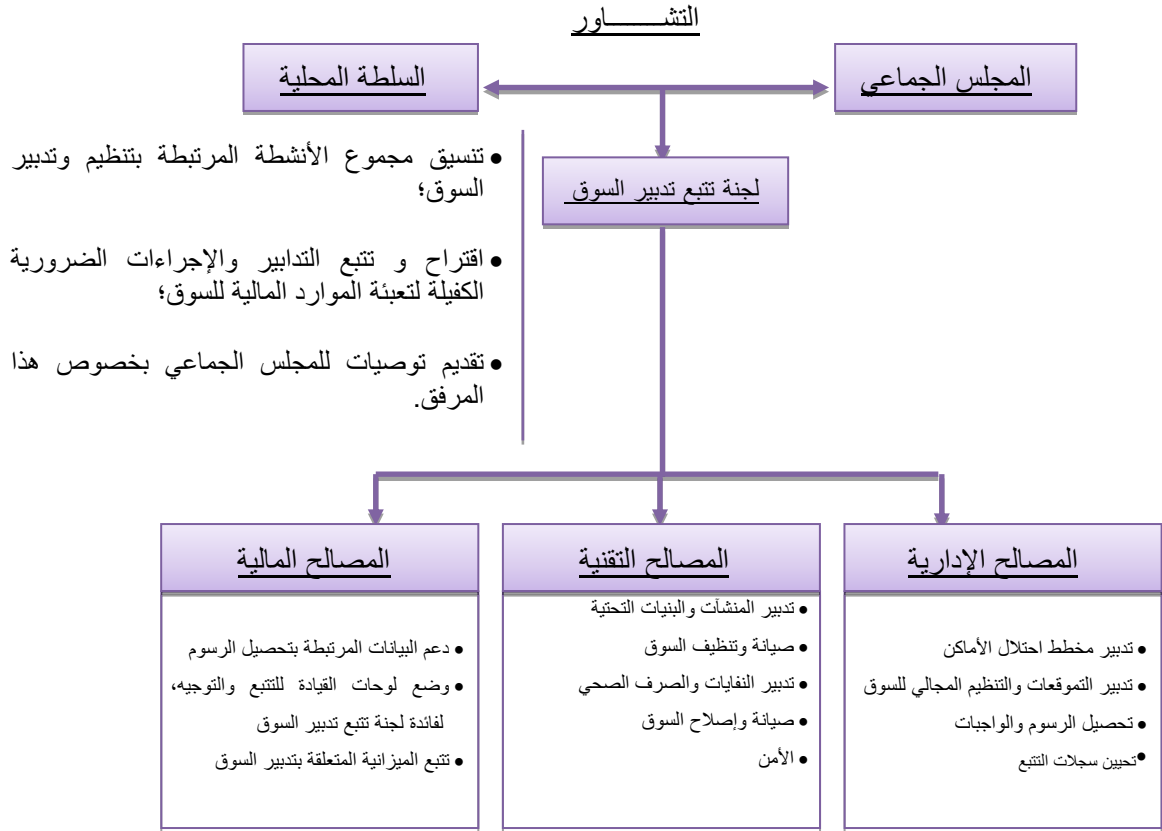 التشـــــــــاور
المجلس الجماعي
السلطة المحلية
لجنة تتبع تدبير السوق
• تنسيق مجموع الأنشطة المرتبطة بتنظيم وتدبير
السوق؛
• اقتراح و تتبع التدابير والإجراءات الضرورية
الكفيلة لتعبئة الموارد المالية للسوق؛
• تقديم توصيات للمجلس الجماعي بخصوص هذا
المرفق.
المصالح الإدارية
• تدبير مخطط احتلال الأماكن
• تدبير التموقعات والتنظيم المجالي للسوق
• تحصيل الرسوم والواجبات
•تحيين سجلات التتبع
المصالح التقنية
• تدبير المنشآت والبنيات التحتية
• صيانة وتنظيف السوق
• تدبير النفايات والصرف الصحي
• صيانة وإصلاح السوق
• الأمن
المصالح المالية
• دعم البيانات المرتبطة بتحصيل الرسوم
• وضع لوحات القيادة للتتبع والتوجيه،
لفائدة لجنة تتبع تدبير السوق
• تتبع الميزانية المتعلقة بتدبير السوق